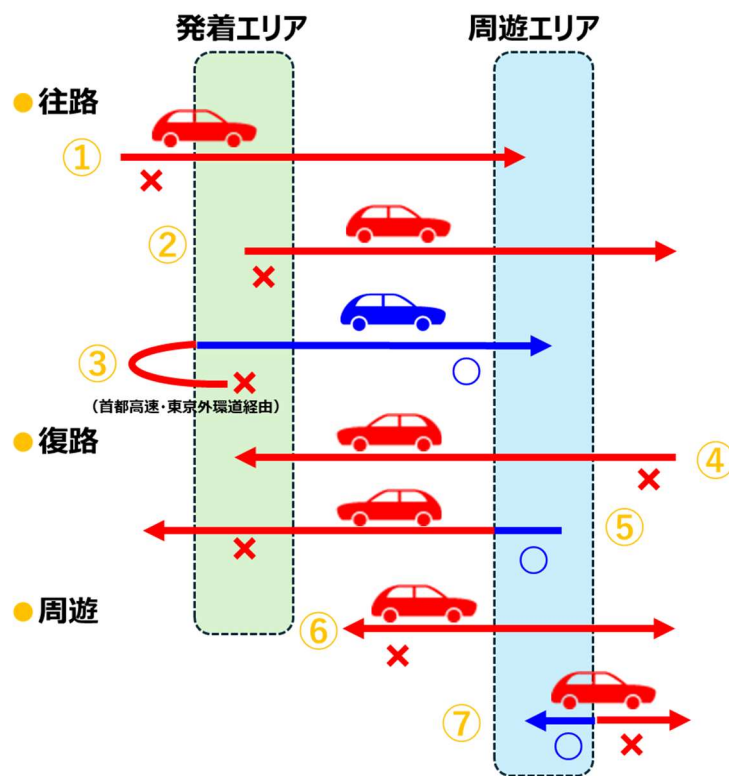 発着エリア
周遊エリア
●往路
①
×
②
×
③
○
×
（首都高速・東京外環道経由）
●復路
④
×
⑤
×
○
●周遊
⑥
×
⑦
○
×